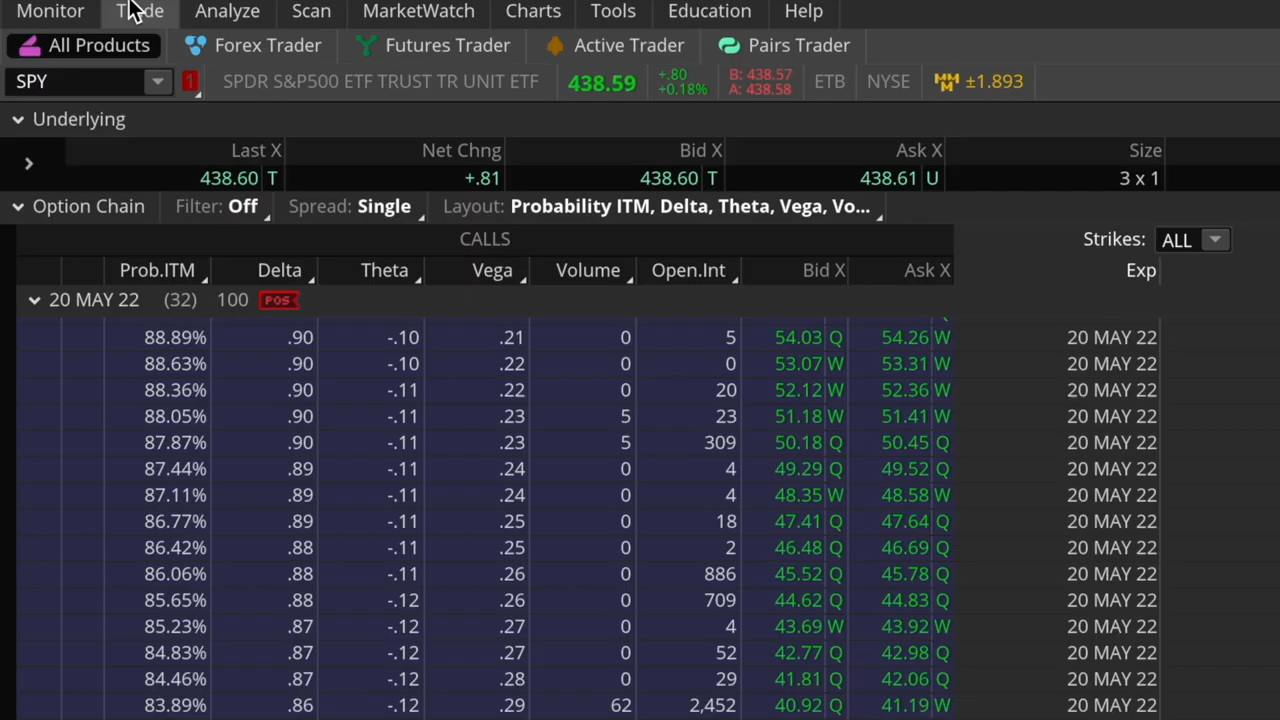 Monitor Trade Analyze Scan MarketWatch Charts Tools Education Help
All Products Forex Trader Futures Trader Active Trader Pairs Trader
SPY 1 SPDR S&P500 ETF TRUST TR UNIT ETF 438.59 +.80 +0.18% B: 438.57 A: 438.58 ETB NYSE ±1.893
Underlying
Last X Net Chng Bid X Ask X Size
438.60 T +.81 438.60 T 438.61 U 3 x 1
Option Chain Filter: Off Spread: Single Layout: Probability ITM, Delta, Theta, Vega, Vo...
CALLS Strikes: ALL
Prob.ITM Delta Theta Vega Volume Open.Int Bid X Ask X Exp
20 MAY 22 (32) 100 POS
88.89% .90 -.10 .21 0 5 54.03 Q 54.26 W 20 MAY 22
88.63% .90 -.10 .22 0 0 53.07 W 53.31 W 20 MAY 22
88.36% .90 -.11 .22 0 20 52.12 W 52.36 W 20 MAY 22
88.05% .90 -.11 .23 5 23 51.18 W 51.41 W 20 MAY 22
87.87% .90 -.11 .23 5 309 50.18 Q 50.45 Q 20 MAY 22
87.44% .89 -.11 .24 0 4 49.29 Q 49.52 Q 20 MAY 22
87.11% .89 -.11 .24 0 4 48.35 W 48.58 W 20 MAY 22
86.77% .89 -.11 .25 0 18 47.41 Q 47.64 Q 20 MAY 22
86.42% .88 -.11 .25 0 2 46.48 Q 46.69 Q 20 MAY 22
86.06% .88 -.11 .26 0 886 45.52 Q 45.78 Q 20 MAY 22
85.65% .88 -.12 .26 0 709 44.62 Q 44.83 Q 20 MAY 22
85.23% .87 -.12 .27 0 4 43.69 W 43.92 W 20 MAY 22
84.83% .87 -.12 .27 0 52 42.77 Q 42.98 Q 20 MAY 22
84.46% .87 -.12 .28 0 29 41.81 Q 42.06 Q 20 MAY 22
83.89% .86 -.12 .29 62 2,452 40.92 Q 41.19 W 20 MAY 22